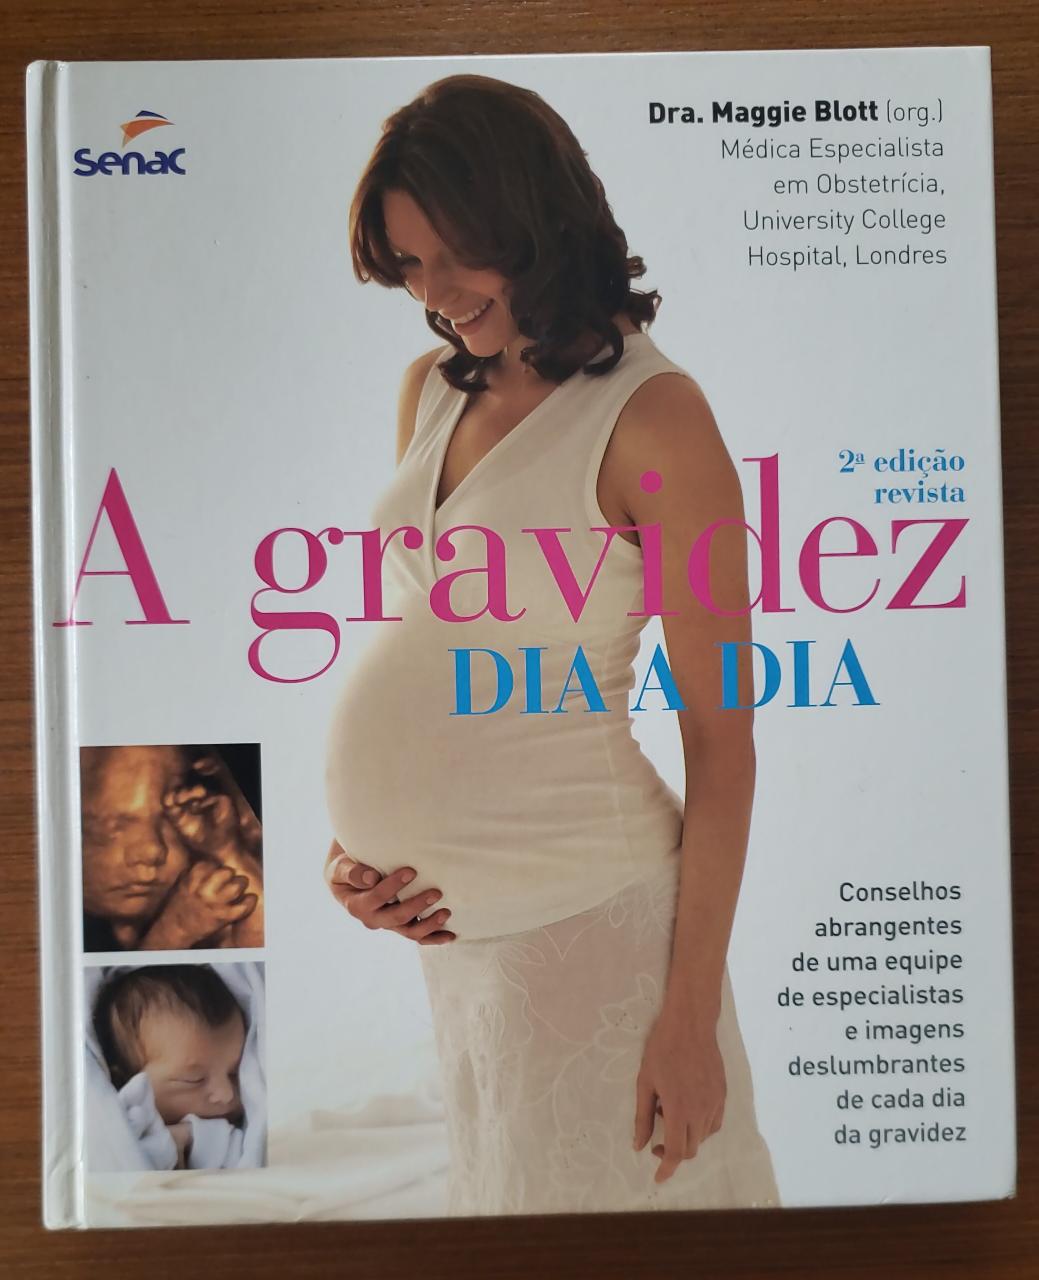 senac
Dra. Maggie Blott (org.)
Médica Especialista
em Obstetrícia,
University College
Hospital, Londres
2ª edição
revista
A gravidez
DIA A DIA
Conselhos
abrangentes
de uma equipe
de especialistas
e imagens
deslumbrantes
de cada dia
da gravidez